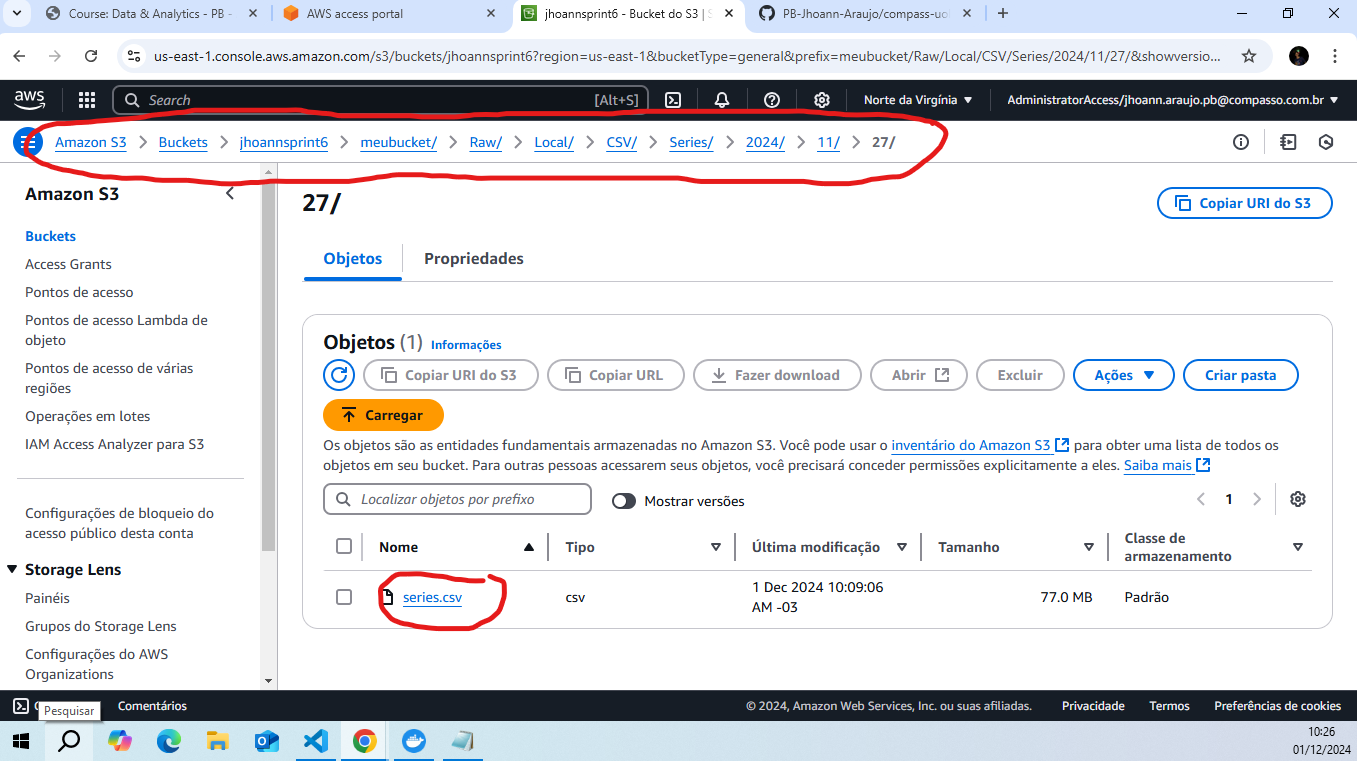 Course: Data & Analytics - PB -
AWS access portal
jhoannsprint6 - Bucket do S3 | S
PB-Jhoann-Araujo/compass-uol
us-east-1.console.aws.amazon.com/s3/buckets/jhoannsprint6?region=us-east-1&bucketType=general&prefix=meubucket/Raw/Local/CSV/Series/2024/11/27/&showversio...
aws
Search
[Alt+S]
Norte da Virgínia
AdministratorAccess/jhoann.araujo.pb@compasso.com.br
Amazon S3 > Buckets > jhoannsprint6 > meubucket/ > Raw/ > Local/ > CSV/ > Series/ > 2024/ > 11/ > 27/
Amazon S3
Buckets
Access Grants
Pontos de acesso
Pontos de acesso Lambda de
objeto
Pontos de acesso de várias
regiões
Operações em lotes
IAM Access Analyzer para S3
Configurações de bloqueio do
acesso público desta conta
Storage Lens
Painéis
Grupos do Storage Lens
Configurações do AWS
Organizations
27/
Copiar URI do S3
Objetos
Propriedades
Objetos (1) Informações
Copiar URI do S3
Copiar URL
Fazer download
Abrir
Excluir
Ações
Criar pasta
Carregar
Os objetos são as entidades fundamentais armazenadas no Amazon S3. Você pode usar o inventário do Amazon S3 para obter uma lista de todos os
objetos em seu bucket. Para outras pessoas acessarem seus objetos, você precisará conceder permissões explicitamente a eles. Saiba mais
Localizar objetos por prefixo
Mostrar versões
1
Nome
Tipo
Última modificação
Tamanho
Classe de
armazenamento
series.csv
csv
1 Dec 2024 10:09:06
AM -03
77.0 MB
Padrão
Pesquisar
Comentários
© 2024, Amazon Web Services, Inc. ou suas afiliadas.
Privacidade
Termos
Preferências de cookies
10:26
01/12/2024